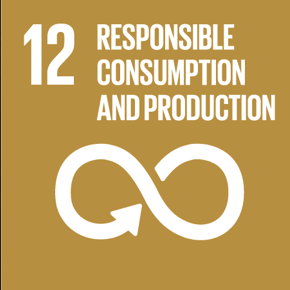 12 RESPONSIBLE
CONSUMPTION
AND PRODUCTION